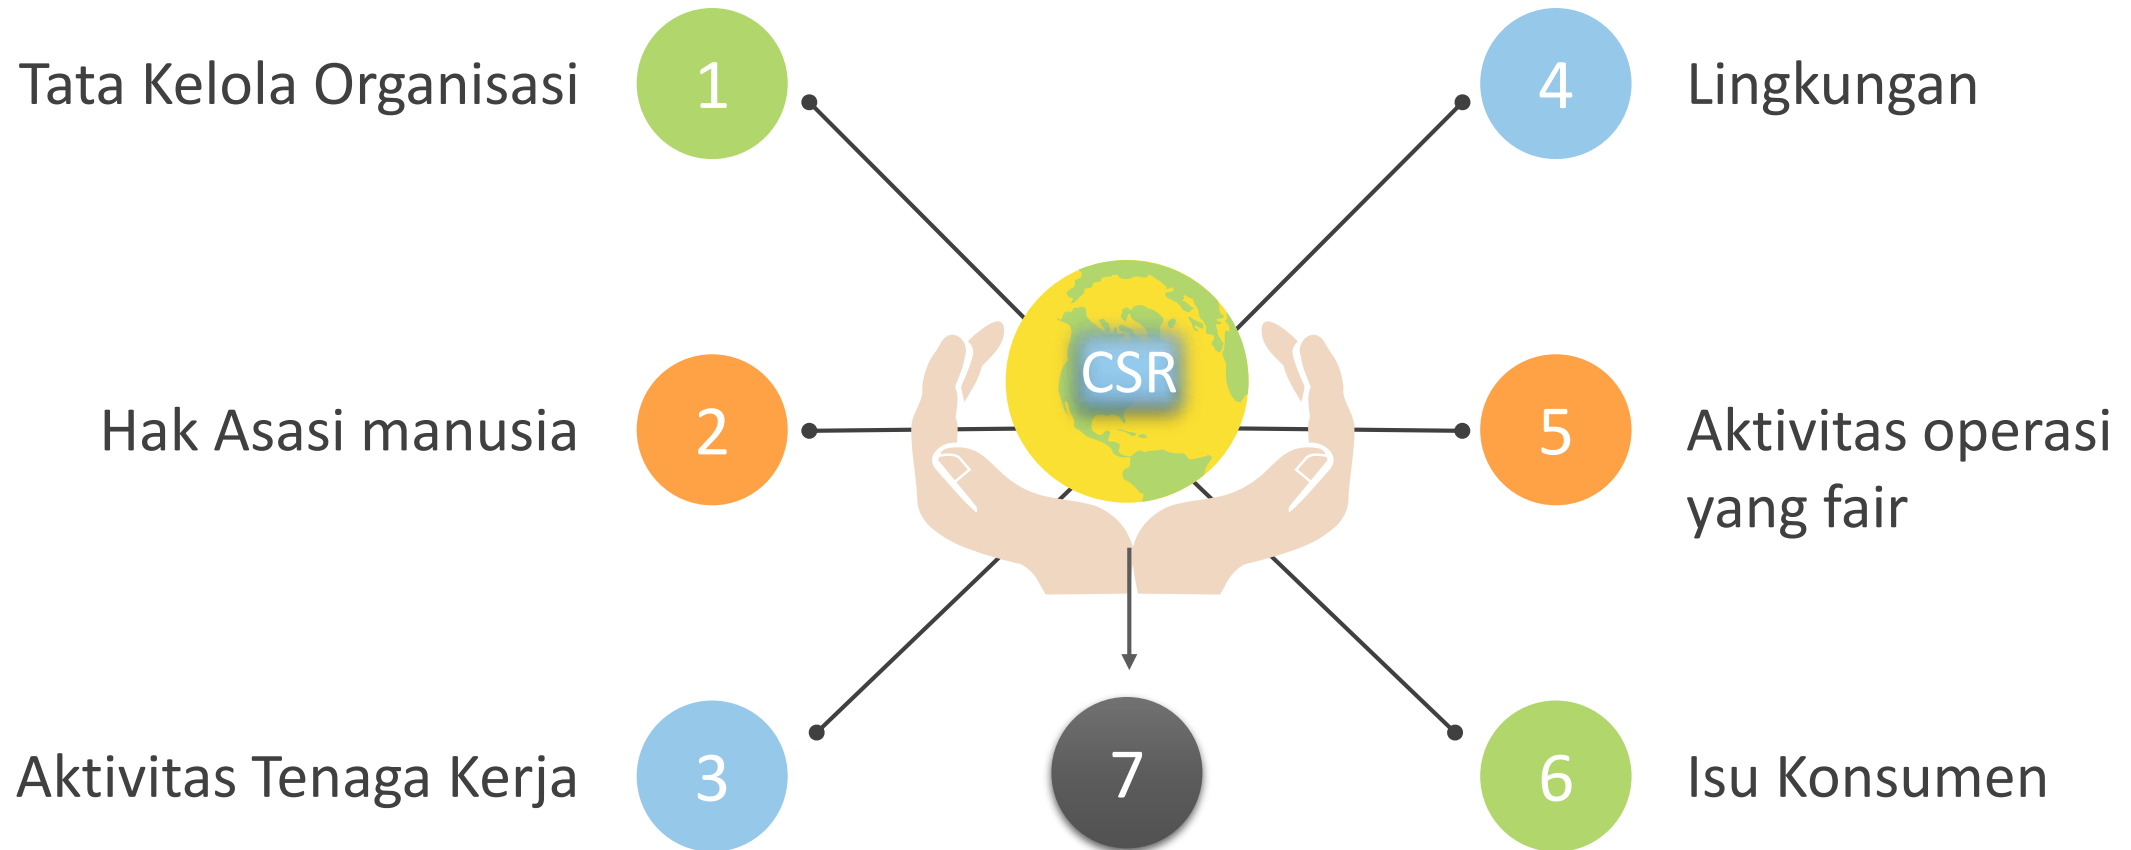 Tata Kelola Organisasi
1
4
Lingkungan
CSR
Hak Asasi manusia
2
5
Aktivitas operasi
yang fair
Aktivitas Tenaga Kerja
3
7
6
Isu Konsumen